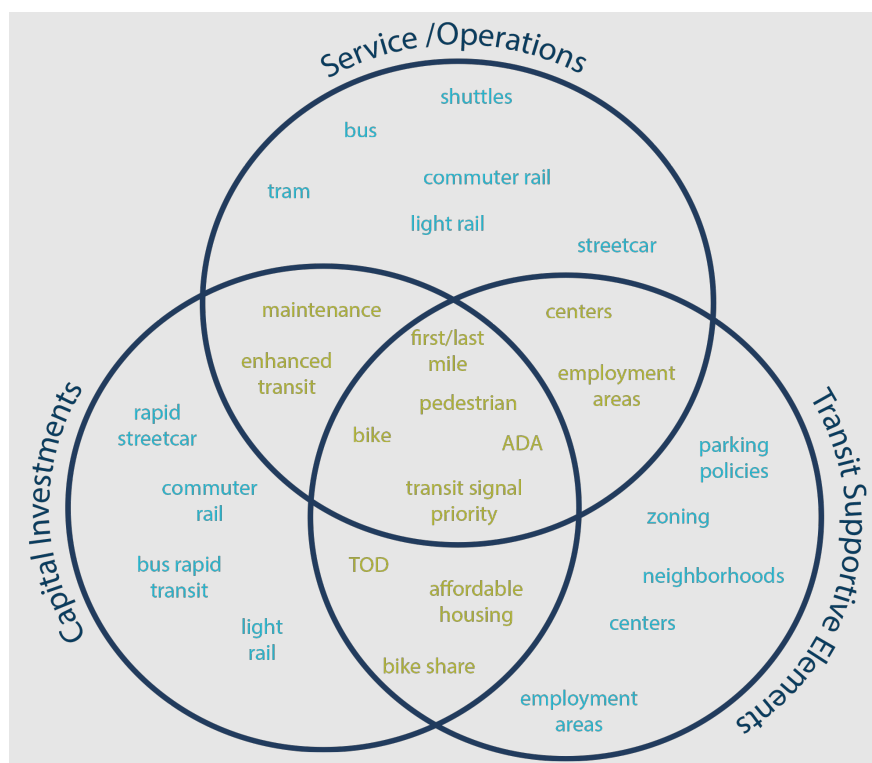 Service /Operations
shuttles
bus
commuter rail
tram
light rail
streetcar
maintenance
centers
first/last
mile
enhanced
transit
employment
areas
pedestrian
bike
ADA
Capital Investments
rapid
streetcar
commuter
rail
bus rapid
transit
light
rail
transit signal
priority
Transit Supportive Elements
parking
policies
zoning
neighborhoods
centers
employment
areas
TOD
affordable
housing
bike share